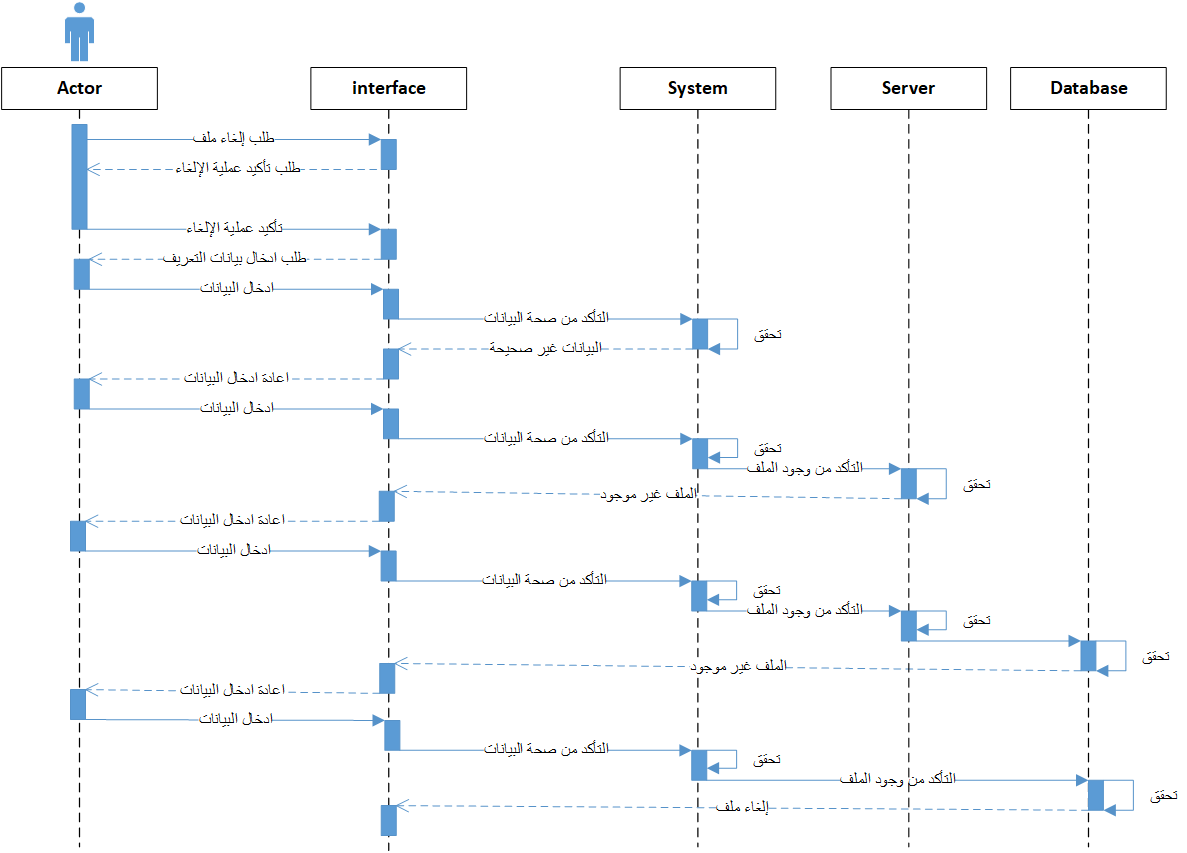 Actor
interface
System
Server
Database
طلب إلغاء ملف
طلب تأكيد عملية الإلغاء
تأكيد عملية الإلغاء
طلب ادخال بيانات التعريف
ادخال البيانات
التأكد من صحة البيانات
تحقق
البيانات غير صحيحة
اعادة ادخال البيانات
ادخال البيانات
التأكد من صحة البيانات
تحقق
التأكد من وجود الملف
تحقق
الملف غير موجود
اعادة ادخال البيانات
ادخال البيانات
التأكد من صحة البيانات
تحقق
التأكد من وجود الملف
تحقق
تحقق
الملف غير موجود
اعادة ادخال البيانات
ادخال البيانات
التأكد من صحة البيانات
تحقق
التأكد من وجود الملف
تحقق
إلغاء ملف